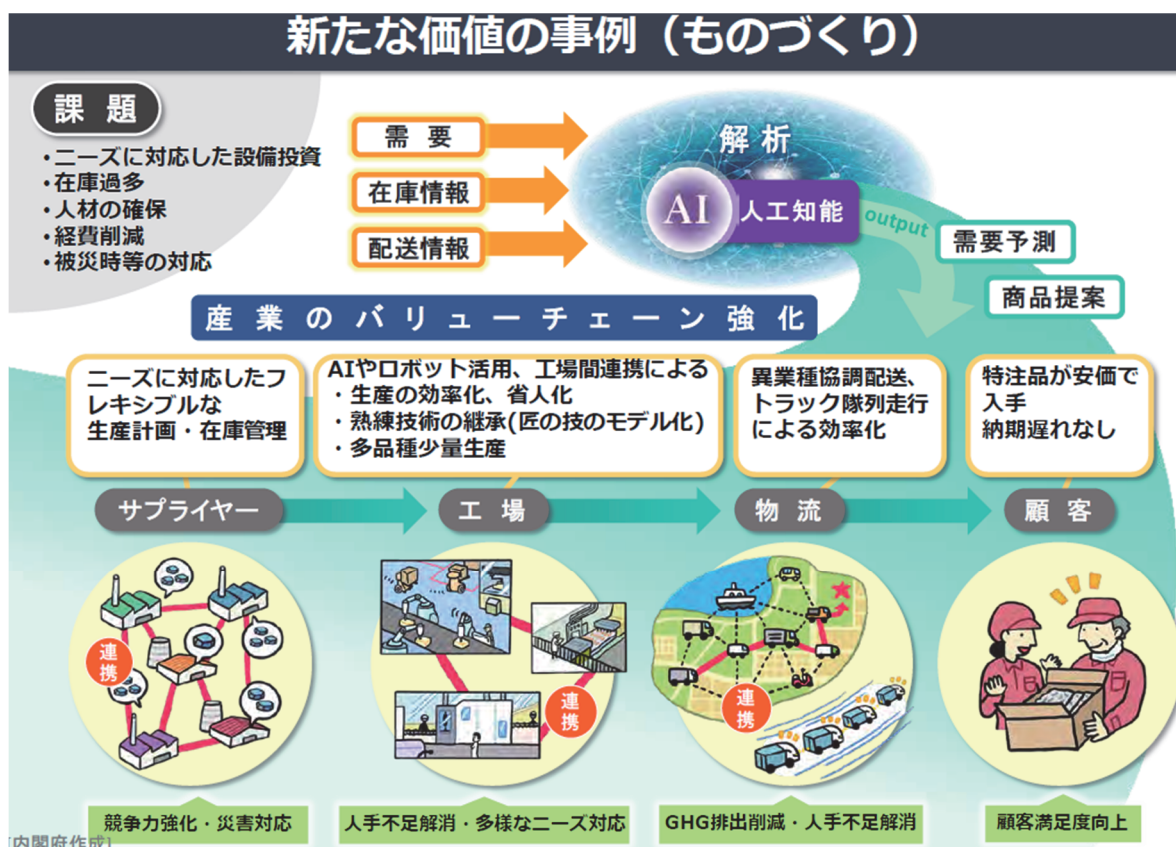 新たな価値の事例（ものづくり）
課題
・ニーズに対応した設備投資
・在庫過多
・人材の確保
・経費削減
・被災時等の対応
需要
在庫情報
配送情報
解析
AI 人工知能
output
需要予測
商品提案
産業のバリューチェーン強化
ニーズに対応したフ
レキシブルな
生産計画・在庫管理
AIやロボット活用、工場間連携による
・生産の効率化、省人化
・熟練技術の継承(匠の技のモデル化)
・多品種少量生産
異業種協調配送、
トラック隊列走行
による効率化
特注品が安価で
入手
納期遅れなし
サプライヤー
工場
物流
顧客
連携
連携
連携
競争力強化・災害対応
人手不足解消・多様なニーズ対応
GHG排出削減・人手不足解消
顧客満足度向上
[内閣府作成]